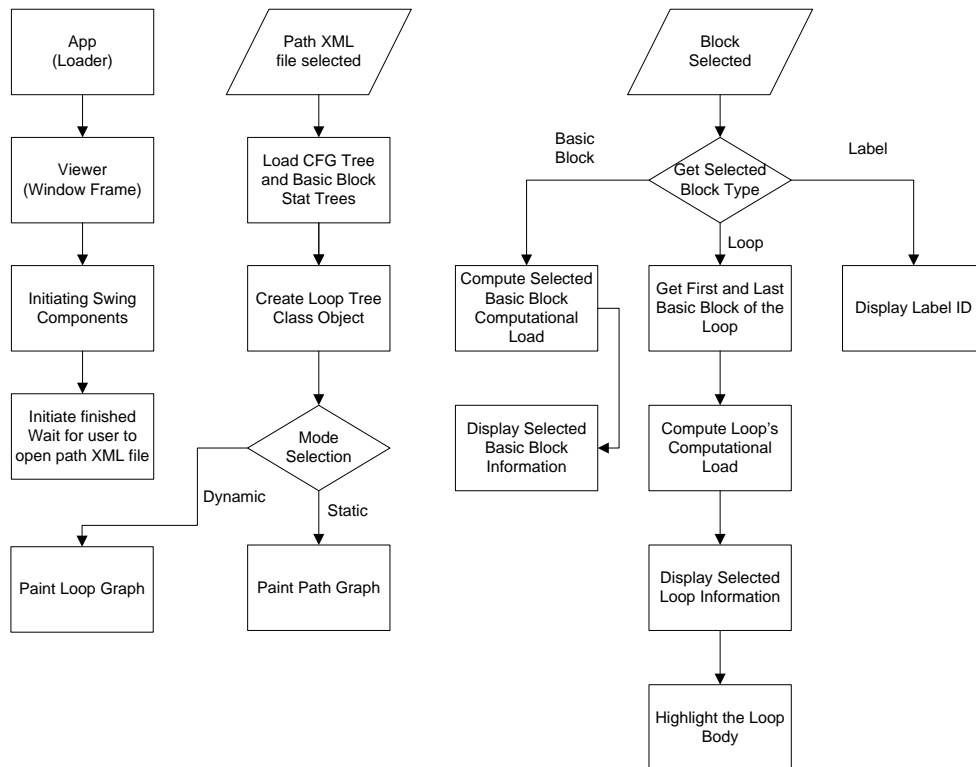 App
(Loader)
Viewer
(Window Frame)
Initiating Swing
Components
Initiate finished
Wait for user to
open path XML file
Path XML
file selected
Load CFG Tree
and Basic Block
Stat Trees
Create Loop Tree
Class Object
Mode
Selection
Dynamic
Static
Paint Loop Graph
Paint Path Graph
Block
Selected
Get Selected
Block Type
Basic
Block
Label
Loop
Compute Selected
Basic Block
Computational
Load
Display Selected
Basic Block
Information
Get First and Last
Basic Block of the
Loop
Compute Loop's
Computational
Load
Display Selected
Loop Information
Highlight the Loop
Body
Display Label ID